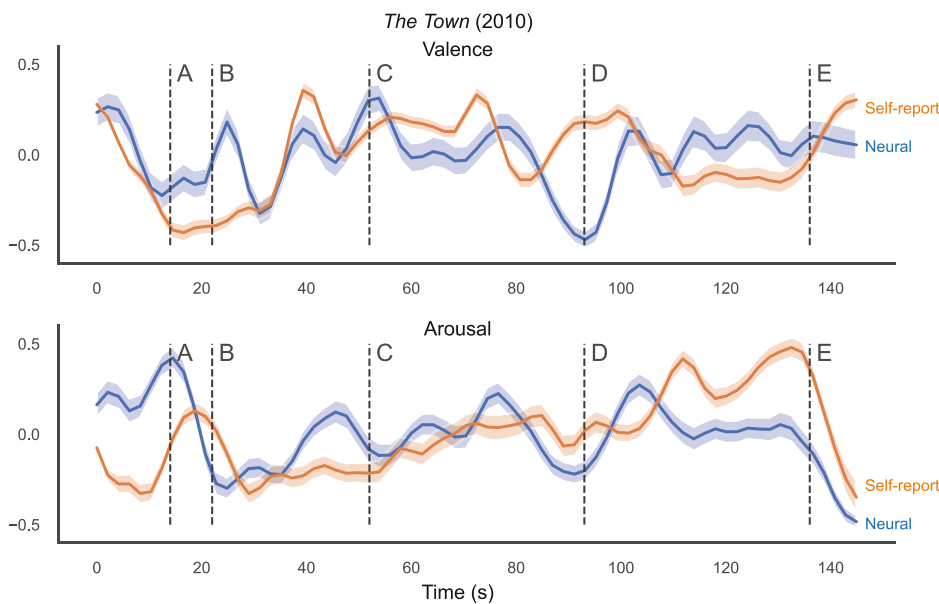 The Town (2010)
Valence
0.5
A
B
C
D
E
Self-report
0.0
Neural
−0.5
0
20
40
60
80
100
120
140
Arousal
0.5
A
B
C
D
E
0.0
Self-report
−0.5
Neural
0
20
40
60
80
100
120
140
Time (s)